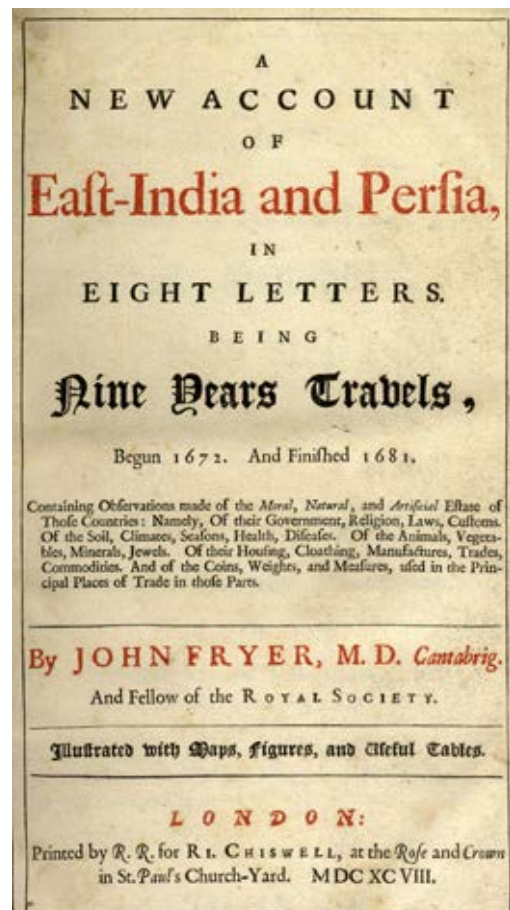 A
NEW ACCOUNT
OF
Eaſt-India and Perſia,
IN
EIGHT LETTERS.
BEING
Nine Years Travels,
Begun 1672. And Finiſhed 1681.
Containing Obſervations made of the Moral, Natural, and Artificial Eſtate of
Thoſe Countries: Namely, Of their Government, Religion, Laws, Cuſtoms.
Of the Soil, Climates, Seaſons, Health, Diſeaſes. Of the Animals, Vegeta-
bles, Minerals, Jewels. Of their Houſing, Cloathing, Manufactures, Trades,
Commodities. And of the Coins, Weights, and Meaſures, uſed in the Prin-
cipal Places of Trade in thoſe Parts.
By JOHN FRYER, M. D. Cantabrig.
And Fellow of the ROYAL SOCIETY.
Illuſtrated with Maps, Figures, and Uſeful Tables.
LONDON:
Printed by R. R. for RI. CHISWELL, at the Roſe and Crown
in St. Paul's Church-Yard. MDCXCVIII.